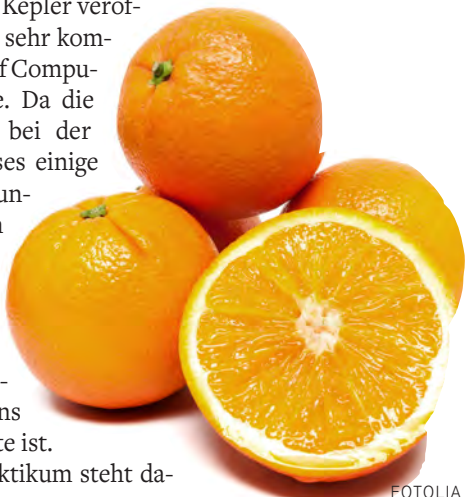 Kepler veröf-
sehr kom-
f Compu-
e. Da die
bei der
ses einige
un-
n
-
ns
te ist.
ktikum steht da-
FOTOLIA